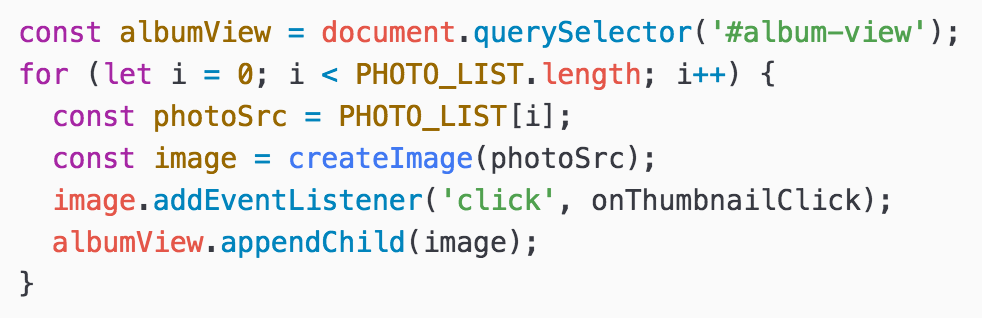 const albumView = document.querySelector('#album-view');
for (let i = 0; i < PHOTO_LIST.length; i++) {
  const photoSrc = PHOTO_LIST[i];
  const image = createImage(photoSrc);
  image.addEventListener('click', onThumbnailClick);
  albumView.appendChild(image);
}